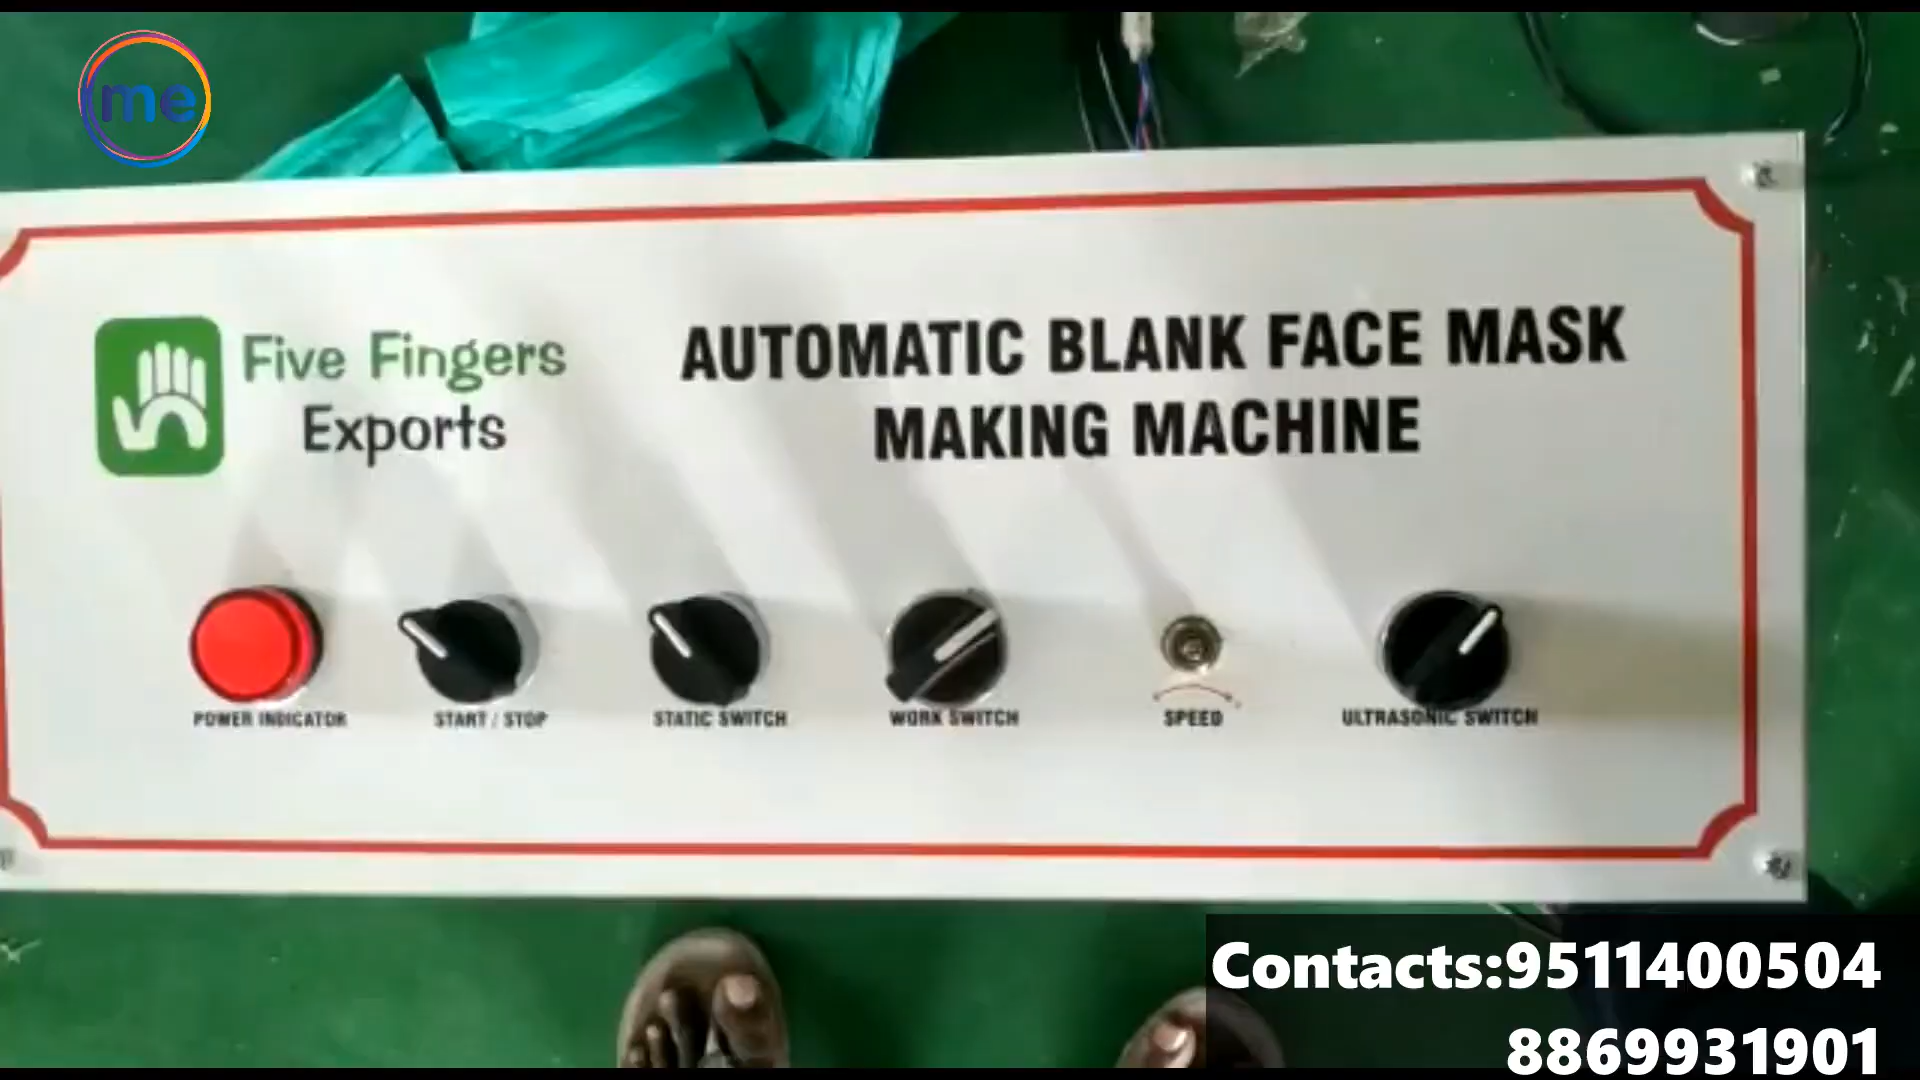 me
Five Fingers
Exports
AUTOMATIC BLANK FACE MASK
MAKING MACHINE
POWER INDICATOR
START / STOP
STATIC SWITCH
WORK SWITCH
SPEED
ULTRASONIC SWITCH
Contacts:9511400504
8869931901